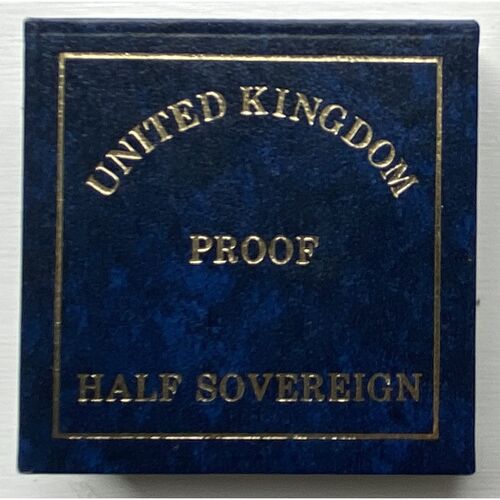 UNITED KINGDOM
PROOF
HALF SOVEREIGN